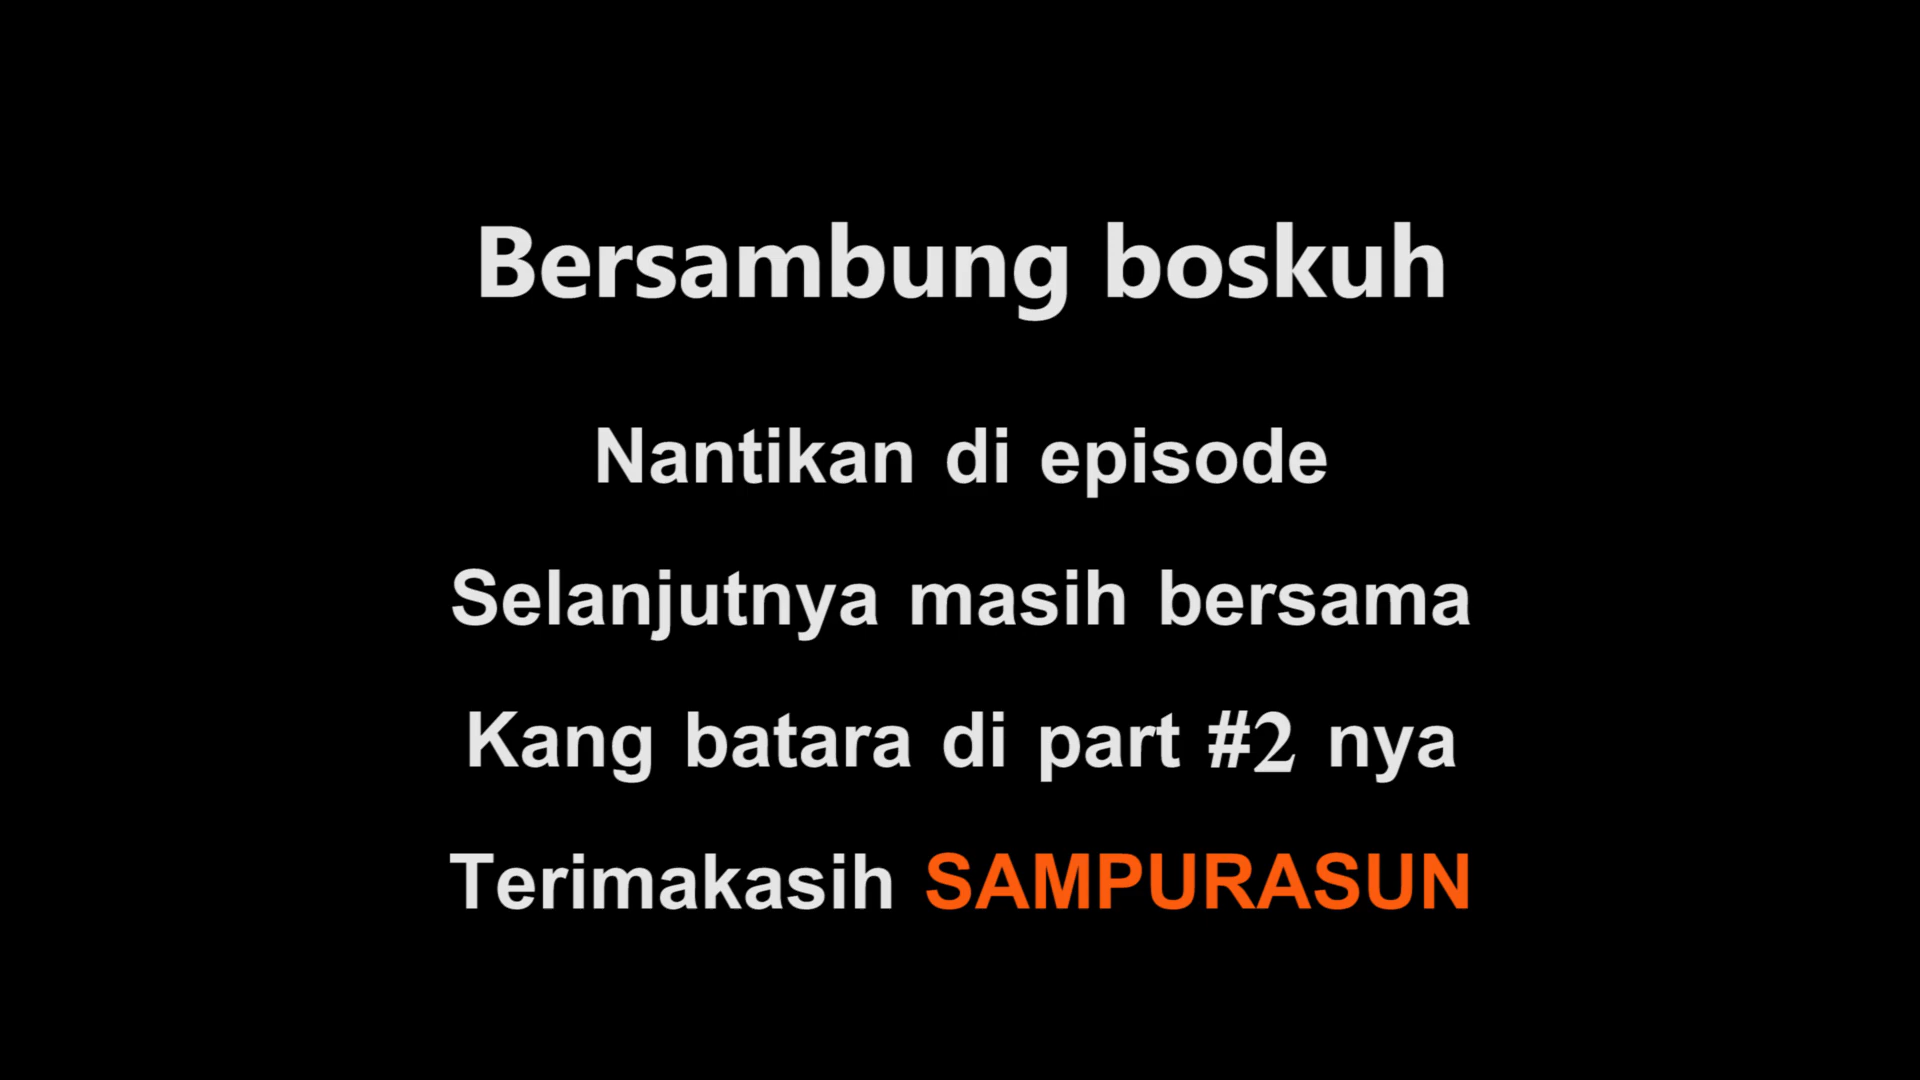 Bersambung boskuh
Nantikan di episode
Selanjutnya masih bersama
Kang batara di part #2 nya
Terimakasih SAMPURASUN